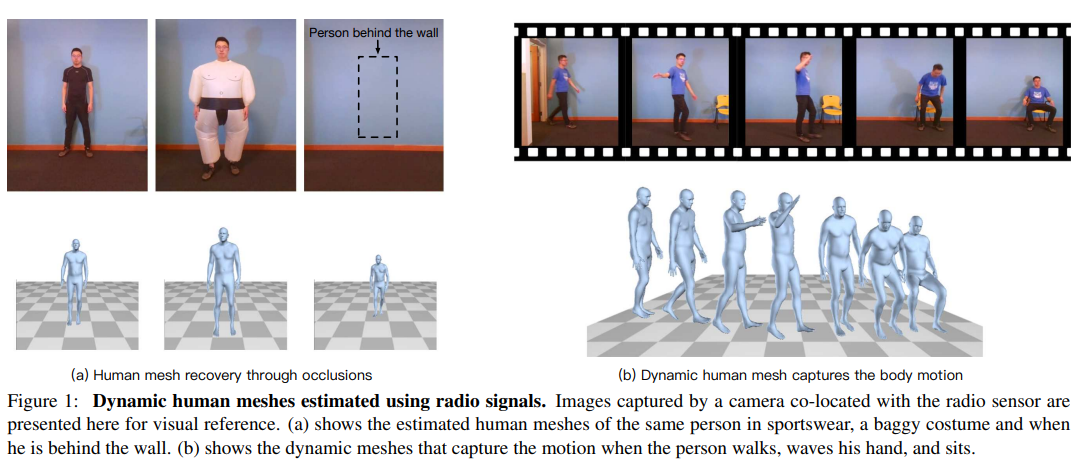 Person behind the wall
(a) Human mesh recovery through occlusions
(b) Dynamic human mesh captures the body motion
Figure 1: Dynamic human meshes estimated using radio signals. Images captured by a camera co-located with the radio sensor are
presented here for visual reference. (a) shows the estimated human meshes of the same person in sportswear, a baggy costume and when
he is behind the wall. (b) shows the dynamic meshes that capture the motion when the person walks, waves his hand, and sits.